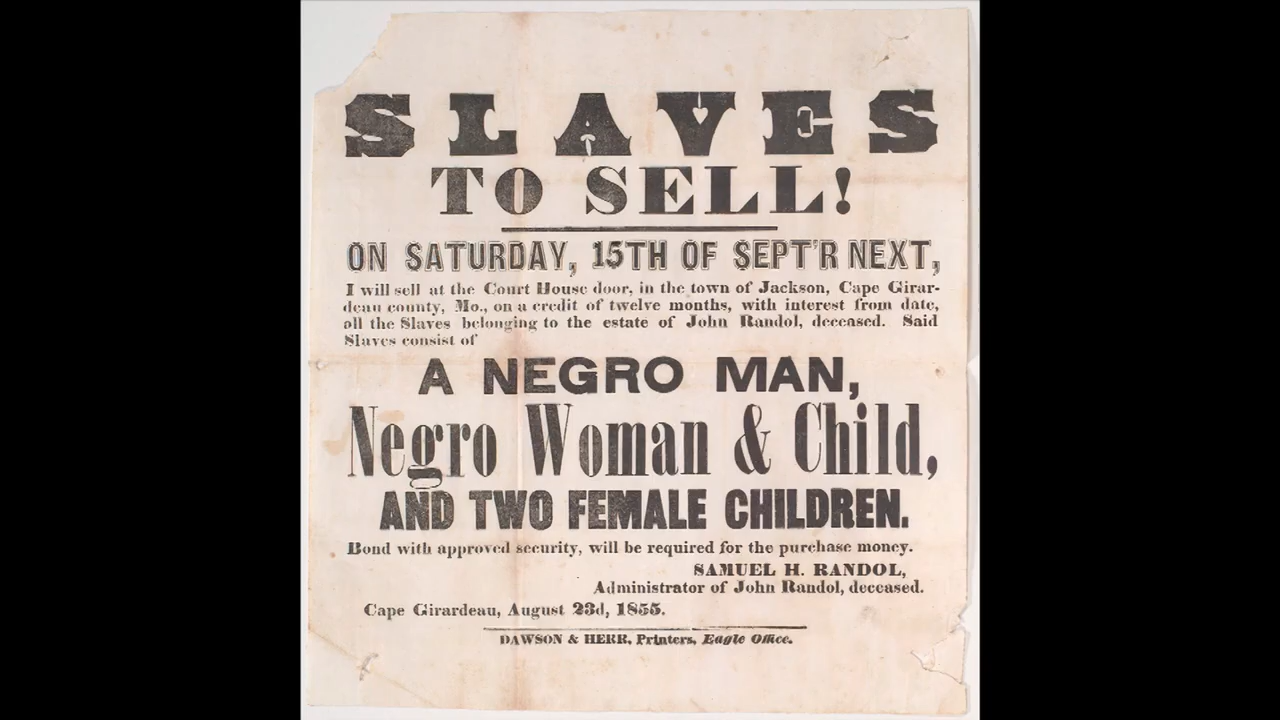 SLAVES
TO SELL!
ON SATURDAY, 15TH OF SEPT'R NEXT,
I will sell at the Court House door, in the town of Jackson, Cape Girar-
deau county, Mo., on a credit of twelve months, with interest from date,
all the Slaves belonging to the estate of John Randol, deceased. Said
Slaves consist of
A NEGRO MAN,
Negro Woman & Child,
AND TWO FEMALE CHILDREN.
Bond with approved security, will be required for the purchase money.
SAMUEL H. RANDOL,
Administrator of John Randol, deceased.
Cape Girardeau, August 23d, 1855.
DAWSON & HERR, Printers, Eagle Office.